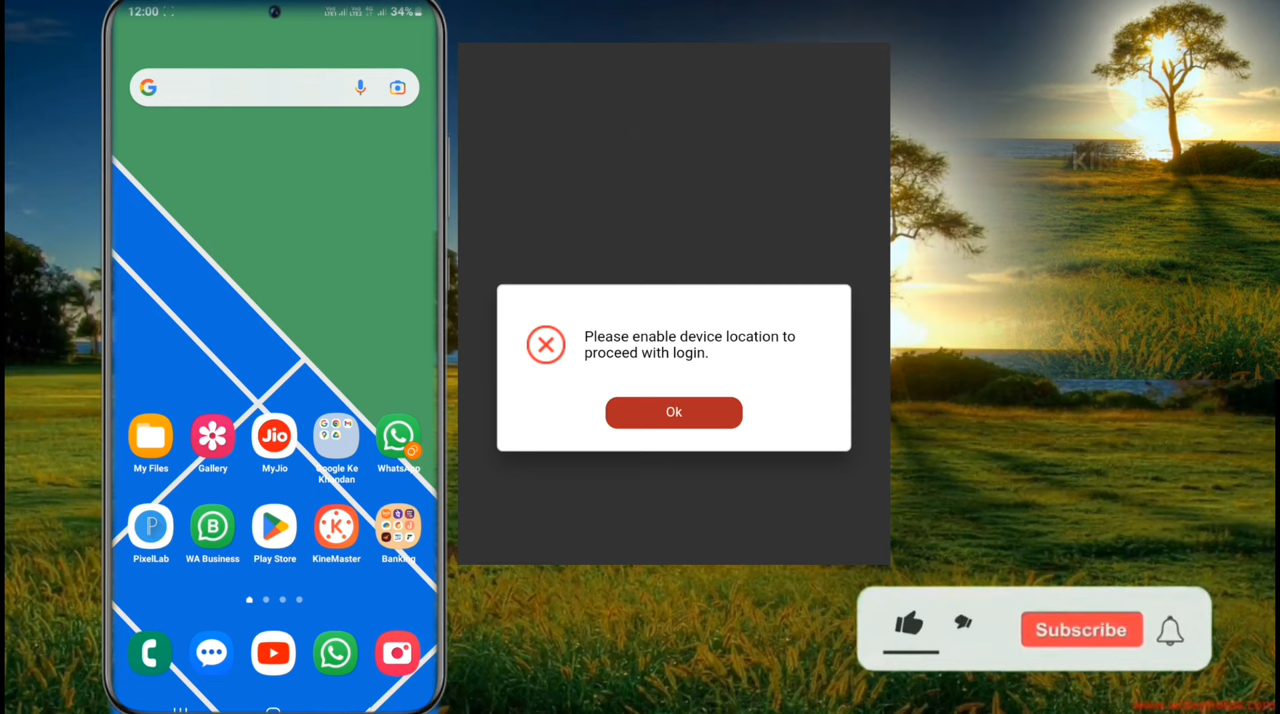 12:00
34%
Please enable device location to
proceed with login.
Ok
Jio
My Files
Gallery
MyJio
Google Ke
Khandan
WhatsApp
P
B
K
PixelLab
WA Business
Play Store
KineMaster
Banking
Subscribe